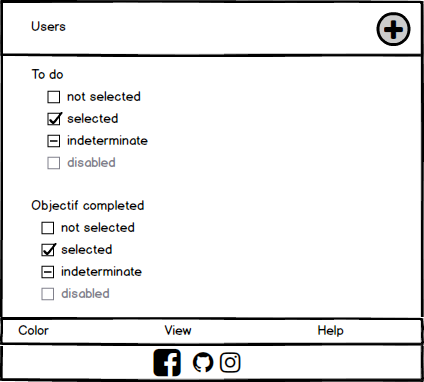 Users
To do
not selected
selected
indeterminate
disabled
Objectif completed
not selected
selected
indeterminate
disabled
Color View Help